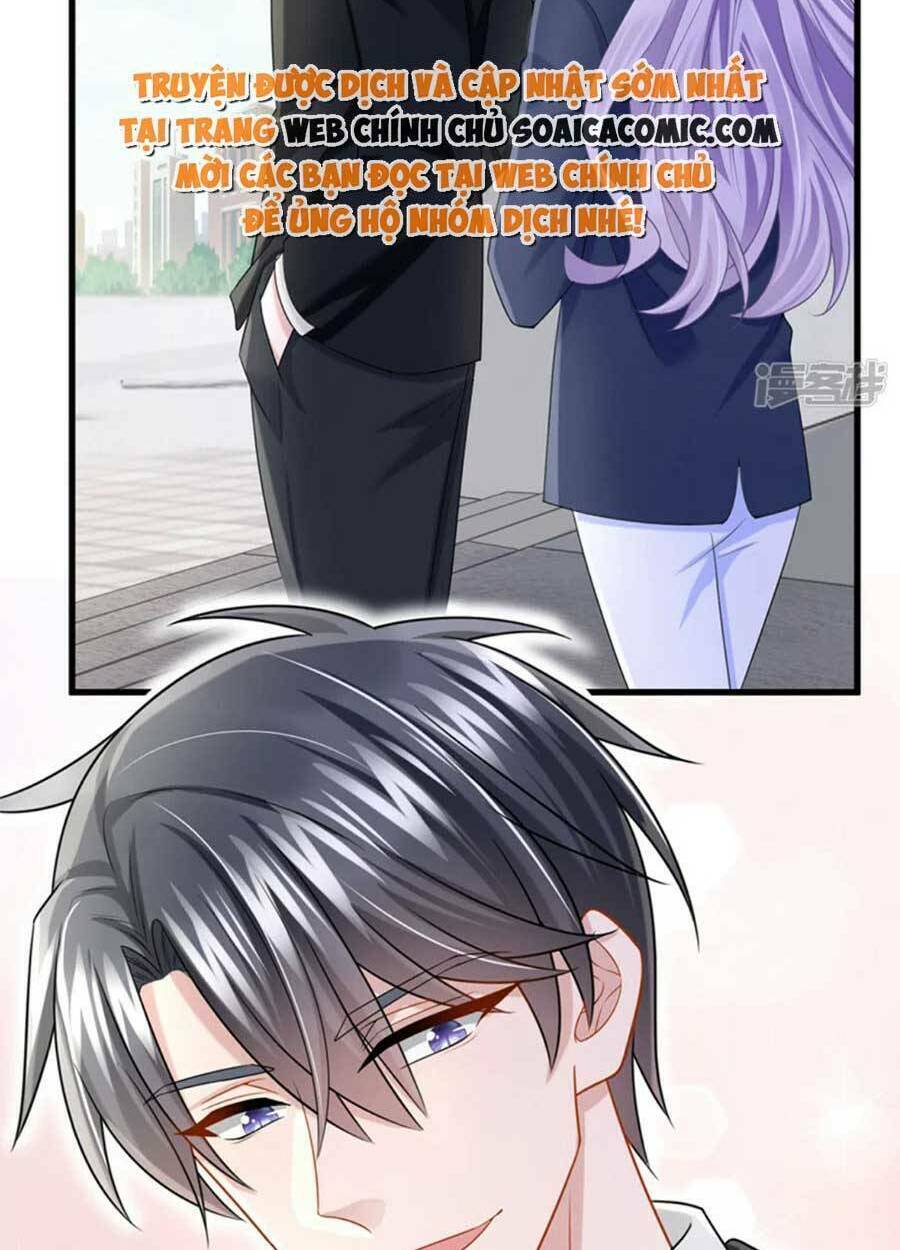 TRUYỆN ĐƯỢC DỊCH VÀ CẬP NHẬT SỚM NHẤT
TẠI TRANG WEB CHÍNH CHỦ SOAICACOMIC.COM
MỜI CÁC BẠN ĐỌC TẠI WEB CHÍNH CHỦ
ĐỂ ỦNG HỘ NHÓM DỊCH NHÉ!
漫客栈